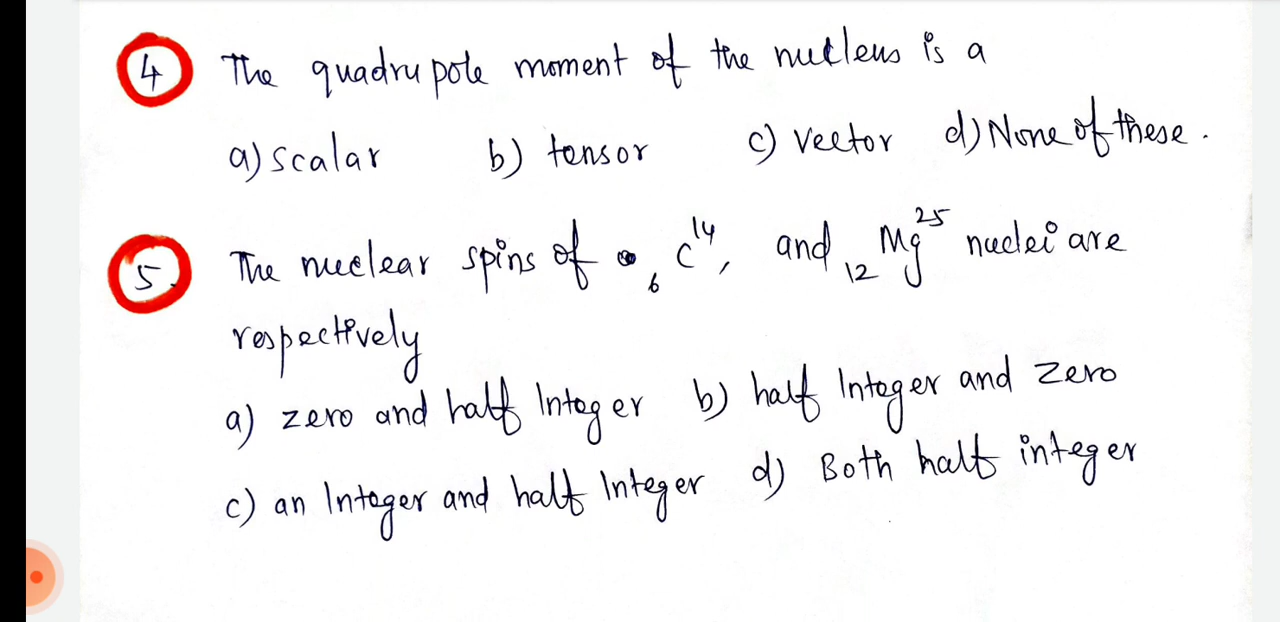 4 The quadrupole moment of the nucleus is a
a) scalar b) tensor c) vector d) None of these.
5. The nuclear spins of ₆C¹⁴, and ₁₂Mg²⁵ nuclei are
respectively
a) zero and half Integer b) half Integer and zero
c) an Integer and half Integer d) Both half integer